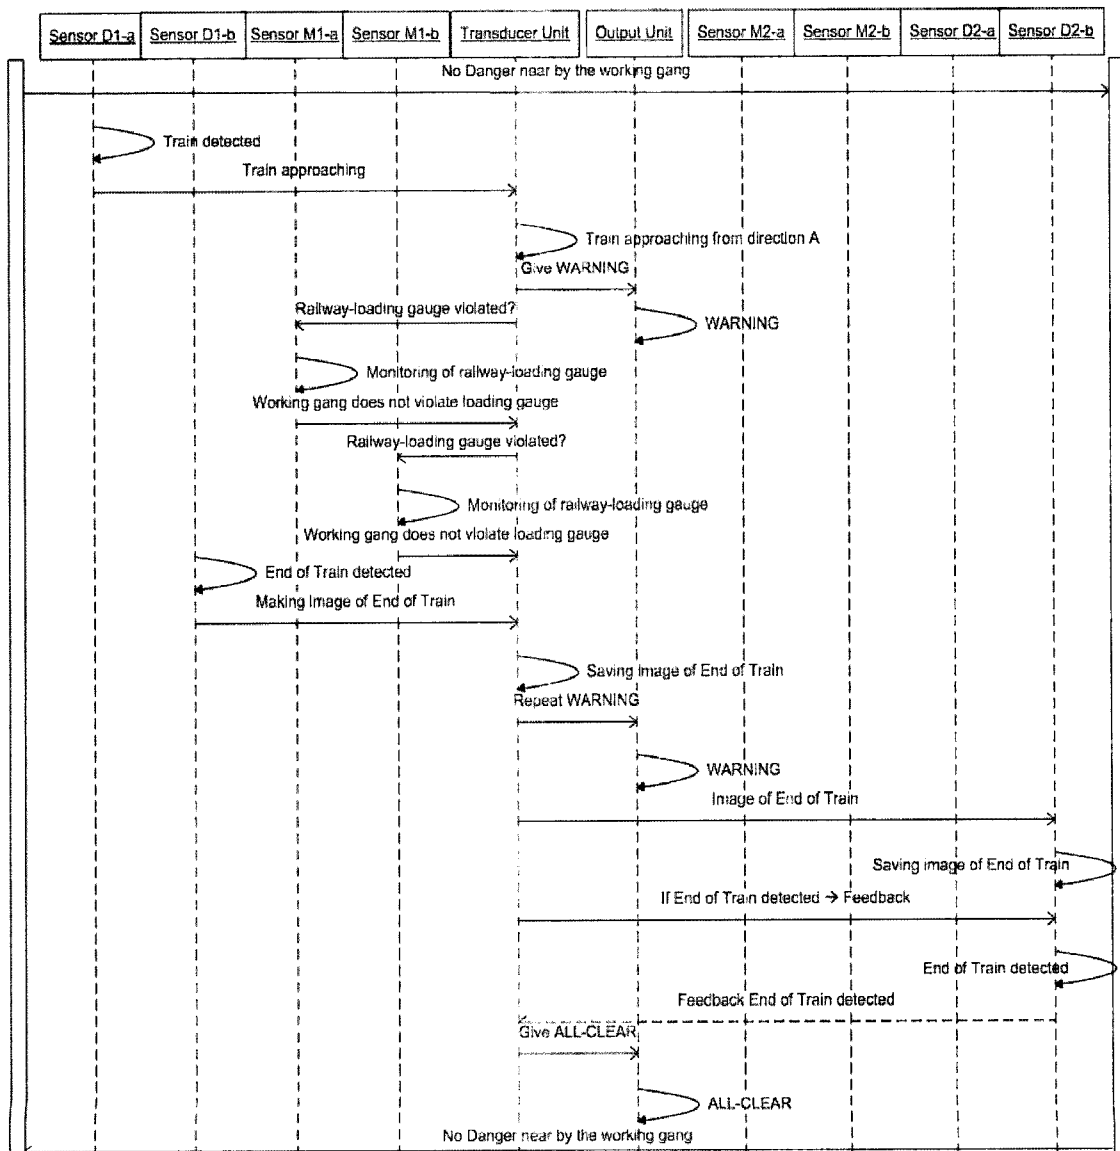 Sensor D1-a Sensor D1-b Sensor M1-a Sensor M1-b Transducer Unit Output Unit Sensor M2-a Sensor M2-b Sensor D2-a Sensor D2-b
No Danger near by the working gang
Train detected
Train approaching
Train approaching from direction A
Give WARNING
Railway-loading gauge violated?
WARNING
Monitoring of railway-loading gauge
Working gang does not violate loading gauge
Railway-loading gauge violated?
Monitoring of railway-loading gauge
Working gang does not violate loading gauge
End of Train detected
Making Image of End of Train
Saving image of End of Train
Repeat WARNING
WARNING
Image of End of Train
Saving image of End of Train
If End of Train detected → Feedback
End of Train detected
Feedback End of Train detected
Give ALL-CLEAR
ALL-CLEAR
No Danger near by the working gang